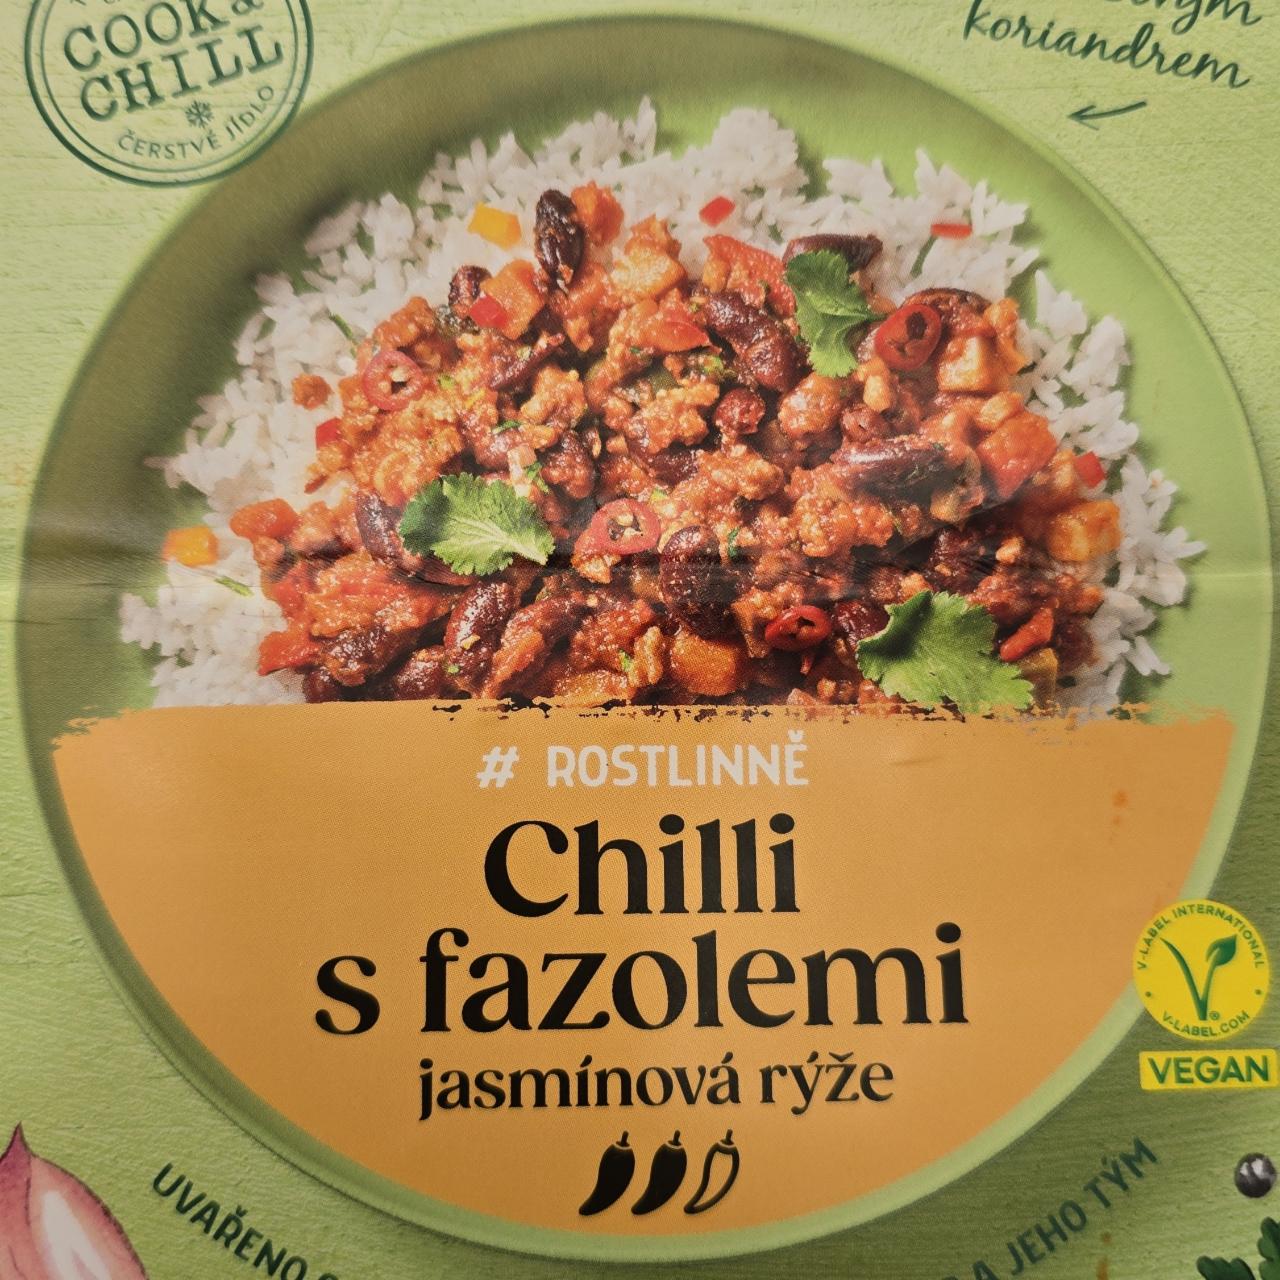 COOK &
CHILL
ČERSTVÉ JÍDLO
koriandrem
# ROSTLINNĚ
Chilli
s fazolemi
jasmínová rýže
V-LABEL INTERNATIONAL
V-LABEL.COM
VEGAN
UVAŘENO
A JEHO TÝM